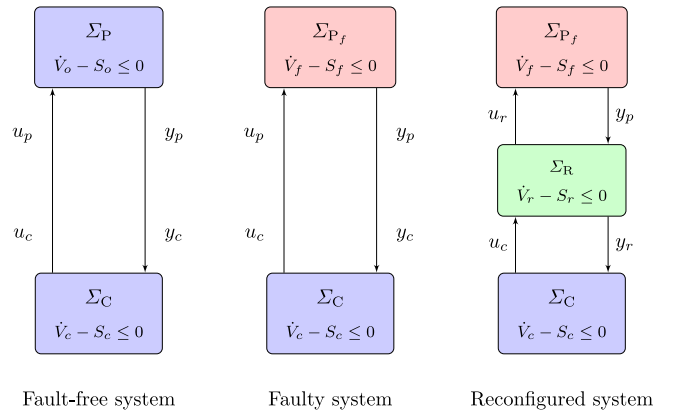 Σ_P Σ_{P_f} Σ_{P_f}
V̇_o − S_o ≤ 0 V̇_f − S_f ≤ 0 V̇_f − S_f ≤ 0
u_r y_p
u_p y_p u_p y_p
Σ_R
V̇_r − S_r ≤ 0
u_c y_c u_c y_c u_c y_r
Σ_C Σ_C Σ_C
V̇_c − S_c ≤ 0 V̇_c − S_c ≤ 0 V̇_c − S_c ≤ 0
Fault-free system Faulty system Reconfigured system